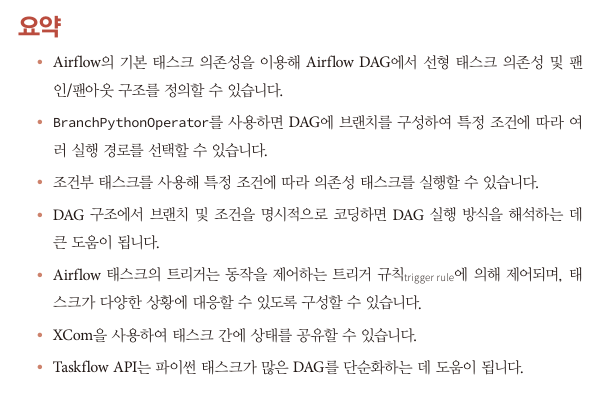 요약
• Airflow의 기본 태스크 의존성을 이용해 Airflow DAG에서 선형 태스크 의존성 및 팬
인/팬아웃 구조를 정의할 수 있습니다.
• BranchPythonOperator를 사용하면 DAG에 브랜치를 구성하여 특정 조건에 따라 여
러 실행 경로를 선택할 수 있습니다.
• 조건부 태스크를 사용해 특정 조건에 따라 의존성 태스크를 실행할 수 있습니다.
• DAG 구조에서 브랜치 및 조건을 명시적으로 코딩하면 DAG 실행 방식을 해석하는 데
큰 도움이 됩니다.
• Airflow 태스크의 트리거는 동작을 제어하는 트리거 규칙trigger rule에 의해 제어되며, 태
스크가 다양한 상황에 대응할 수 있도록 구성할 수 있습니다.
• XCom을 사용하여 태스크 간에 상태를 공유할 수 있습니다.
• Taskflow API는 파이썬 태스크가 많은 DAG를 단순화하는 데 도움이 됩니다.